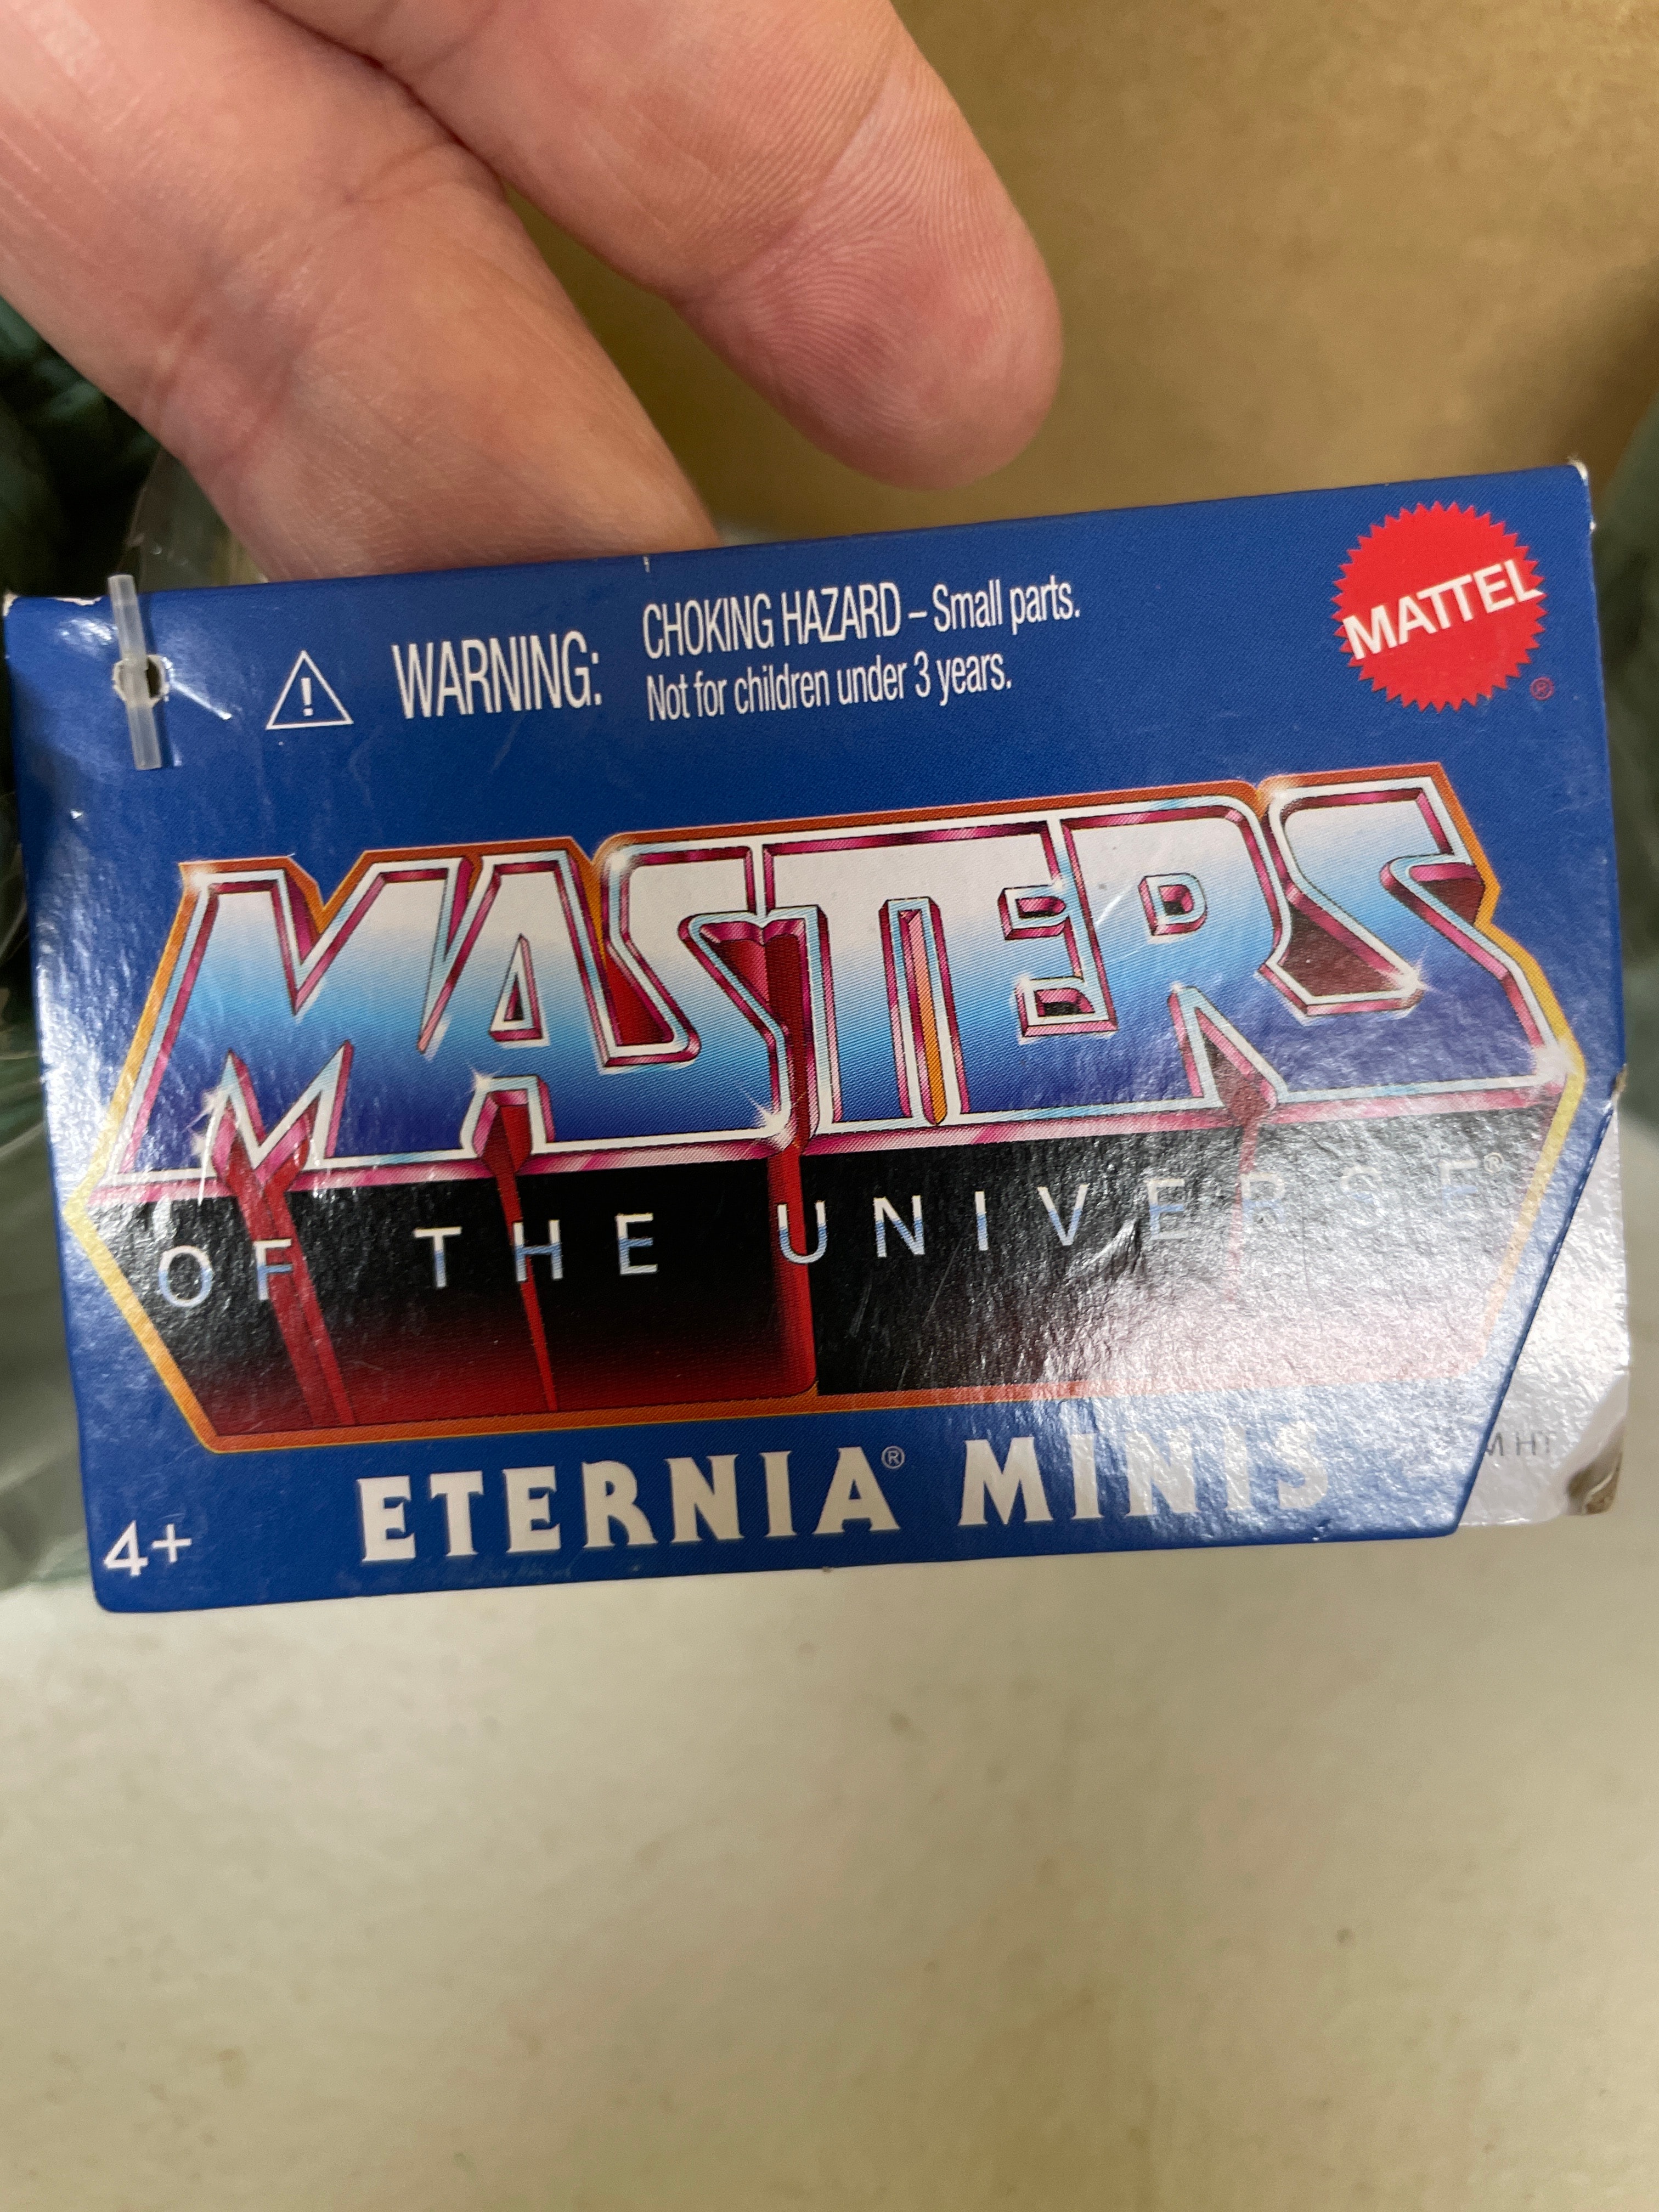 WARNING:
CHOKING HAZARD – Small parts.
Not for children under 3 years.
MATTEL®
MASTERS
OF THE UNIVERSE®
ETERNIA® MINIS
4+